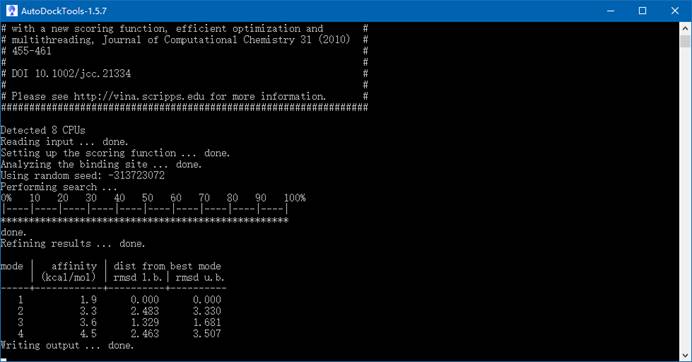 AutoDockTools-1.5.7
# with a new scoring function, efficient optimization and #
# multithreading, Journal of Computational Chemistry 31 (2010) #
# 455-461 #
# #
# DOI 10.1002/jcc.21334 #
# #
# Please see http://vina.scripps.edu for more information. #
#################################################################
Detected 8 CPUs
Reading input ... done.
Setting up the scoring function ... done.
Analyzing the binding site ... done.
Using random seed: -313723072
Performing search ...
0% 10 20 30 40 50 60 70 80 90 100%
|----|----|----|----|----|----|----|----|----|----|
***************************************************
done.
Refining results ... done.
mode | affinity | dist from best mode
| (kcal/mol) | rmsd l.b.| rmsd u.b.
-----+------------+----------+----------
1 1.9 0.000 0.000
2 3.3 2.483 3.330
3 3.6 1.329 1.681
4 4.5 2.463 3.507
Writing output ... done.